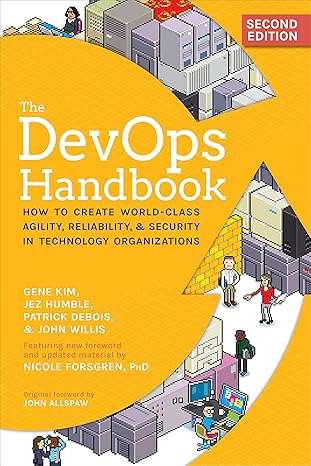 SECOND
EDITION
The
DevOps
Handbook
HOW TO CREATE WORLD-CLASS
AGILITY, RELIABILITY, & SECURITY
IN TECHNOLOGY ORGANIZATIONS
GENE KIM,
JEZ HUMBLE,
PATRICK DEBOIS,
& JOHN WILLIS
Featuring new foreword
and updated material by
NICOLE FORSGREN, PhD
Original foreword by
JOHN ALLSPAW